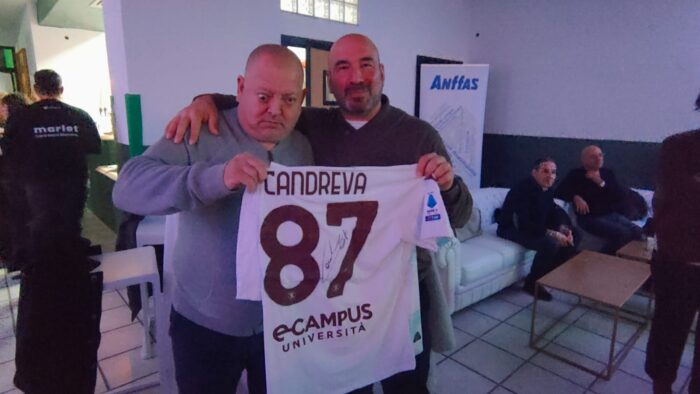 marlet
ANffAS
CANDREVA
87
eCAMPUS
UNIVERSITÀ